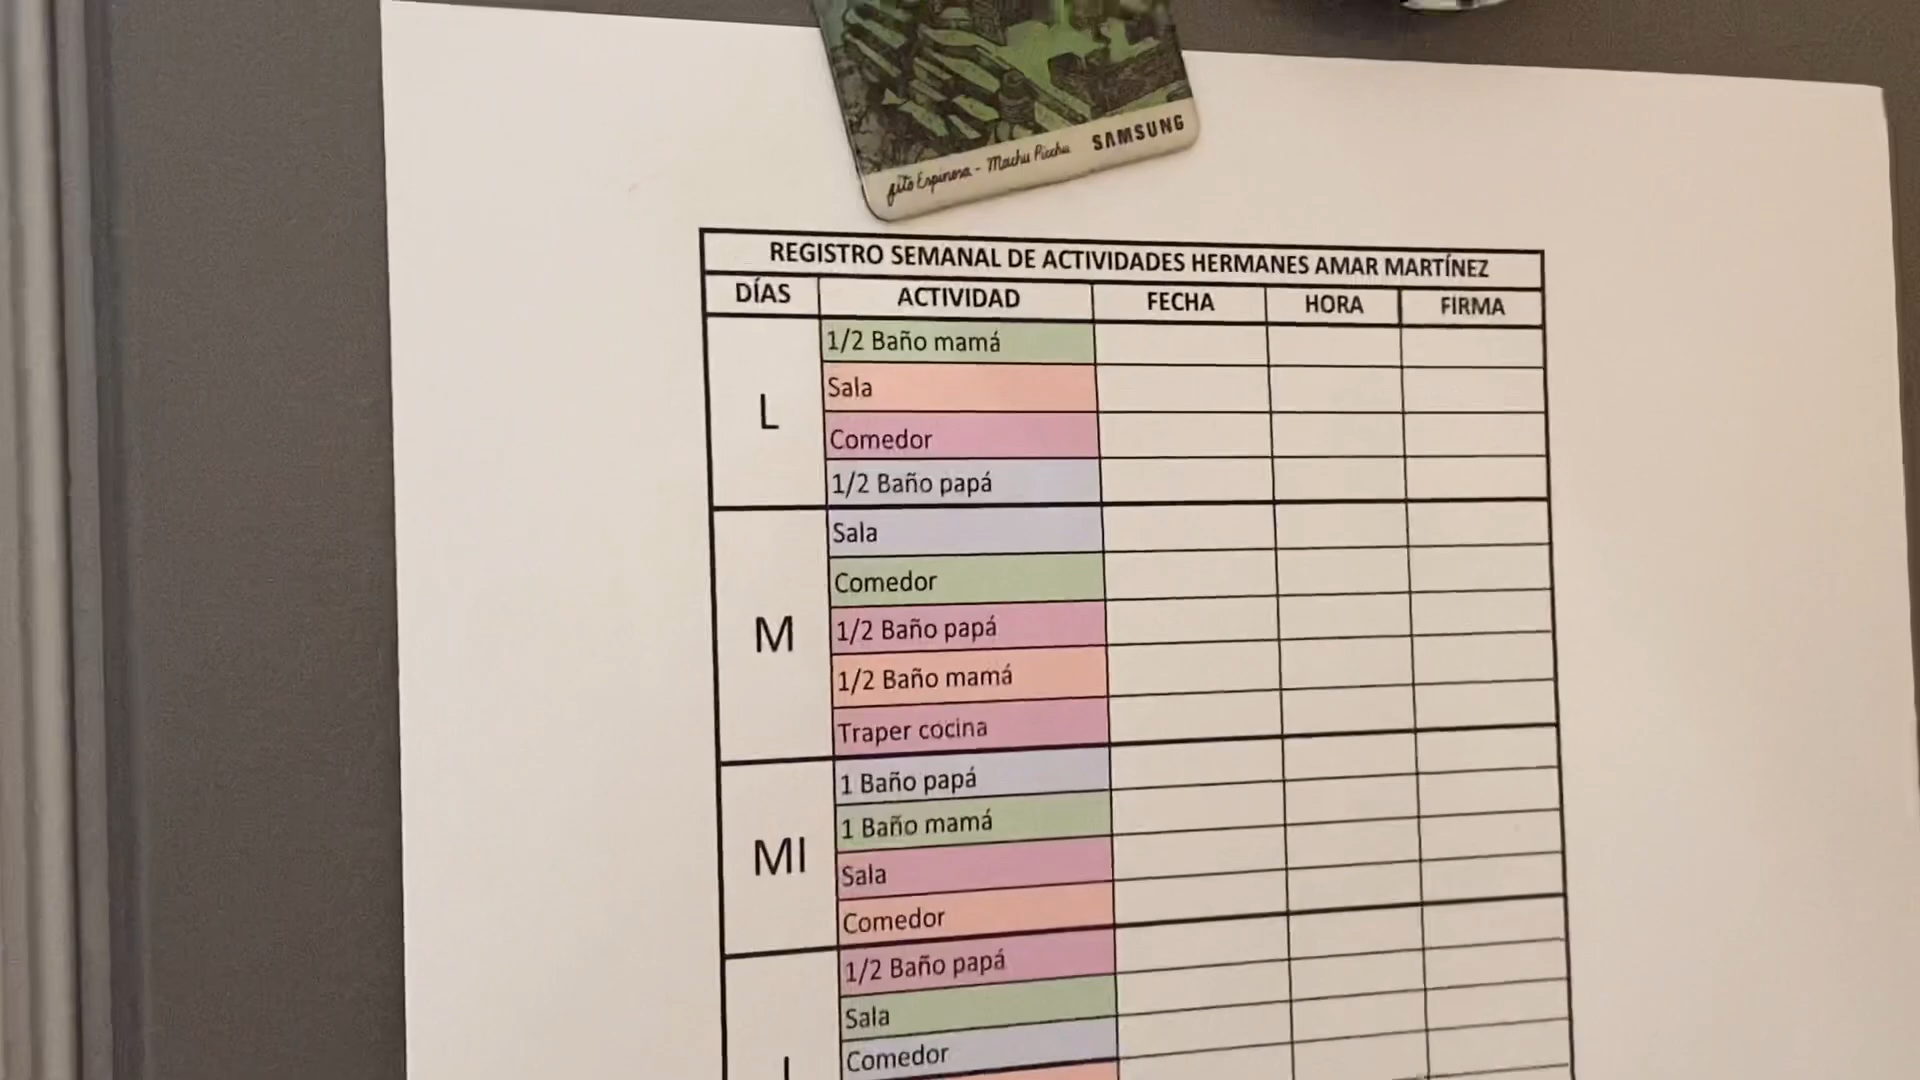 jito Espinosa - Machu Picchu SAMSUNG
REGISTRO SEMANAL DE ACTIVIDADES HERMANES AMAR MARTÍNEZ
DÍAS ACTIVIDAD FECHA HORA FIRMA
L
1/2 Baño mamá
Sala
Comedor
1/2 Baño papá
M
Sala
Comedor
1/2 Baño papá
1/2 Baño mamá
Traper cocina
MI
1 Baño papá
1 Baño mamá
Sala
Comedor
1/2 Baño papá
Sala
Comedor